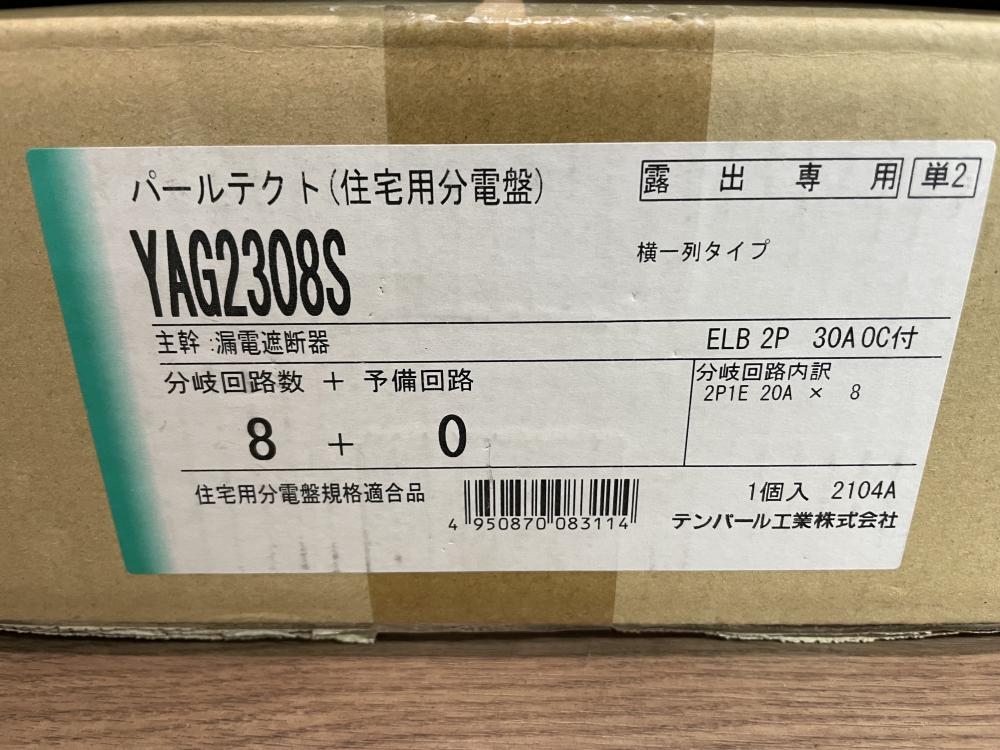 パールテクト(住宅用分電盤)
露出専用 単2
YAG2308S
横一列タイプ
主幹:漏電遮断器 ELB 2P 30A OC付
分岐回路数 + 予備回路
8 + 0
分岐回路内訳
2P1E 20A × 8
住宅用分電盤規格適合品
4 950870 083114
1個入 2104A
テンパール工業株式会社